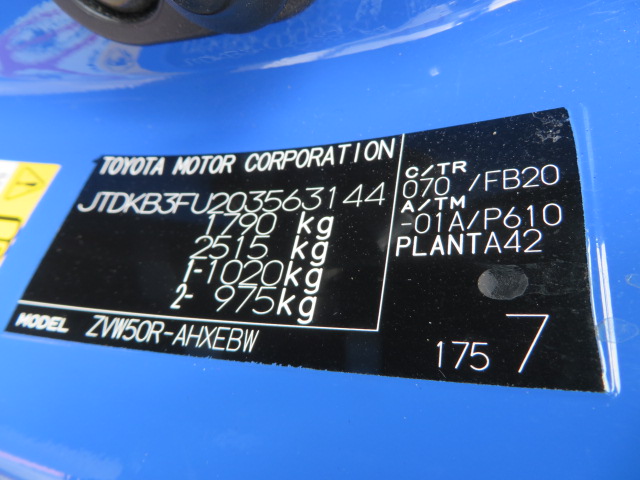 TOYOTA MOTOR CORPORATION
JTDKB3FU203563144
1790 kg
2515 kg
1-1020kg
2- 975kg
MODEL ZVW50R-AHXEBW
C/TR
070 /FB20
A/TM
-01A/P610
PLANTA42
175 7